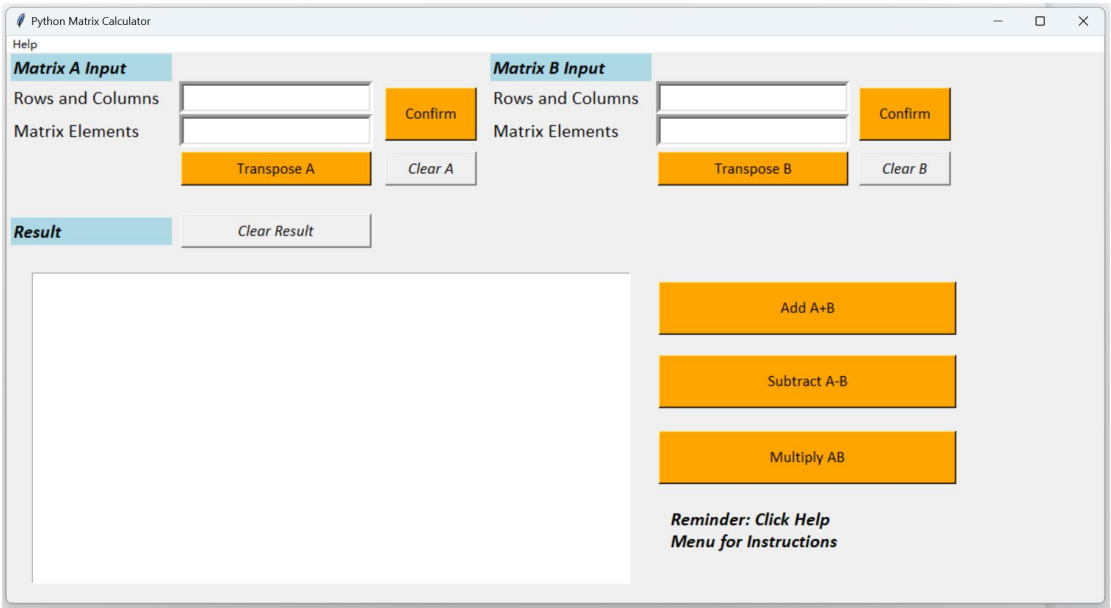 Python Matrix Calculator
Help
Matrix A Input
Matrix B Input
Rows and Columns
Confirm
Rows and Columns
Confirm
Matrix Elements
Matrix Elements
Transpose A
Clear A
Transpose B
Clear B
Result
Clear Result
Add A+B
Subtract A-B
Multiply AB
Reminder: Click Help
Menu for Instructions